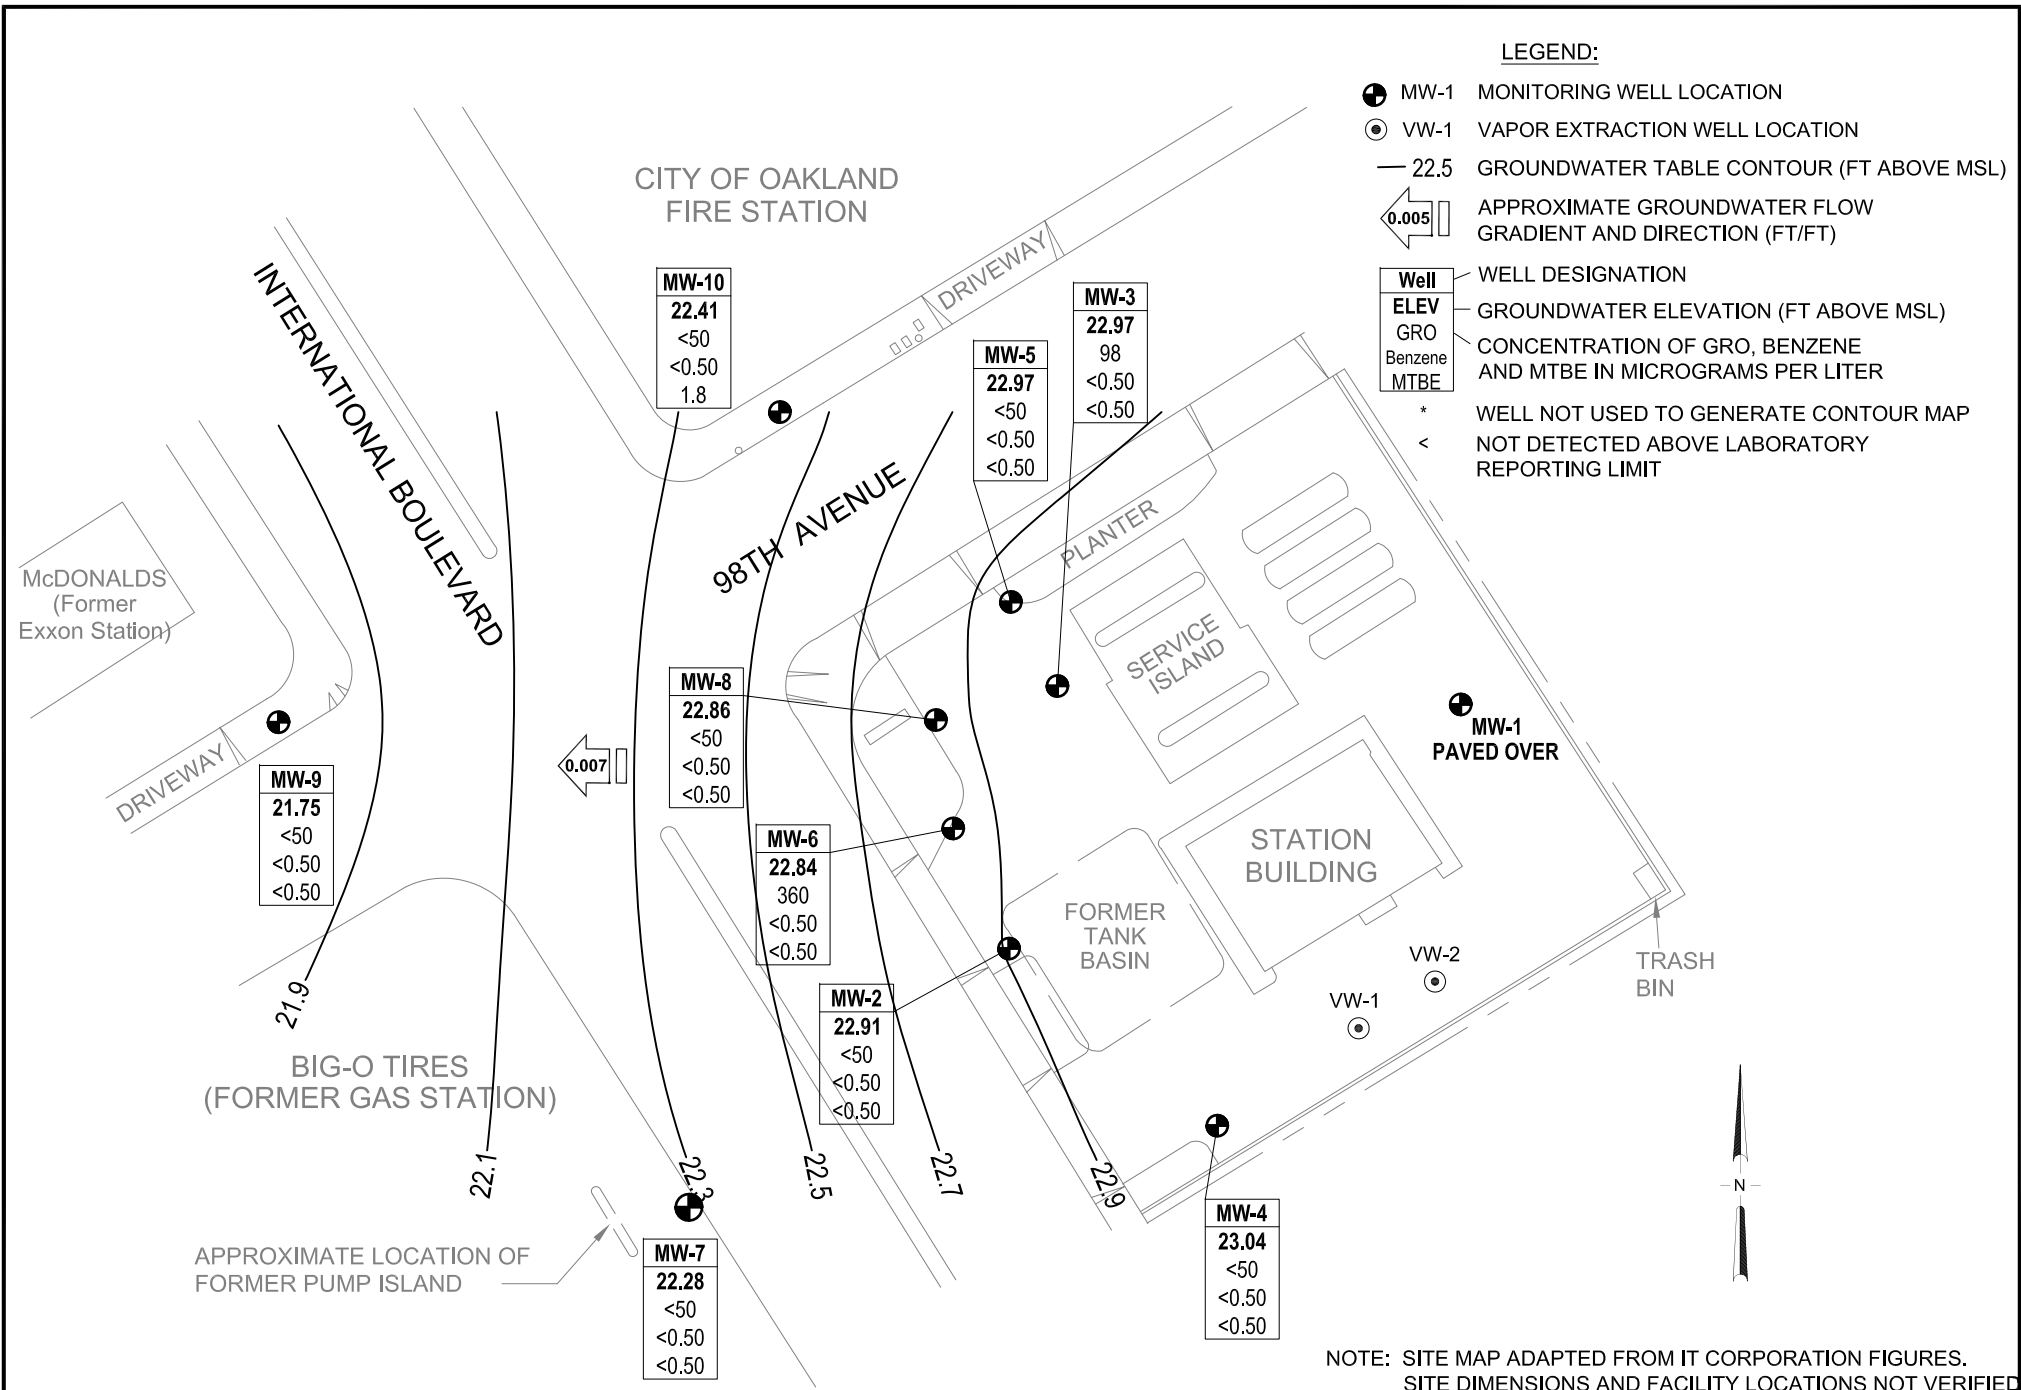 LEGEND:
MW-1 MONITORING WELL LOCATION
VW-1 VAPOR EXTRACTION WELL LOCATION
22.5 GROUNDWATER TABLE CONTOUR (FT ABOVE MSL)
0.005
APPROXIMATE GROUNDWATER FLOW
GRADIENT AND DIRECTION (FT/FT)
Well
ELEV
GRO
Benzene
MTBE
WELL DESIGNATION
GROUNDWATER ELEVATION (FT ABOVE MSL)
CONCENTRATION OF GRO, BENZENE
AND MTBE IN MICROGRAMS PER LITER
* WELL NOT USED TO GENERATE CONTOUR MAP
< NOT DETECTED ABOVE LABORATORY
REPORTING LIMIT
CITY OF OAKLAND
FIRE STATION
DRIVEWAY
INTERNATIONAL BOULEVARD
98TH AVENUE
MW-10
22.41
<50
<0.50
1.8
MW-5
22.97
<50
<0.50
<0.50
MW-3
22.97
98
<0.50
<0.50
PLANTER
SERVICE
ISLAND
McDONALDS
(Former
Exxon Station)
DRIVEWAY
MW-9
21.75
<50
<0.50
<0.50
0.007
MW-8
22.86
<50
<0.50
<0.50
MW-6
22.84
360
<0.50
<0.50
MW-2
22.91
<50
<0.50
<0.50
MW-1
PAVED OVER
STATION
BUILDING
FORMER
TANK
BASIN
VW-2
VW-1
TRASH
BIN
21.9
22.1
22.3
22.5
22.7
22.9
BIG-O TIRES
(FORMER GAS STATION)
APPROXIMATE LOCATION OF
FORMER PUMP ISLAND
MW-7
22.28
<50
<0.50
<0.50
MW-4
23.04
<50
<0.50
<0.50
N
NOTE: SITE MAP ADAPTED FROM IT CORPORATION FIGURES.
SITE DIMENSIONS AND FACILITY LOCATIONS NOT VERIFIED